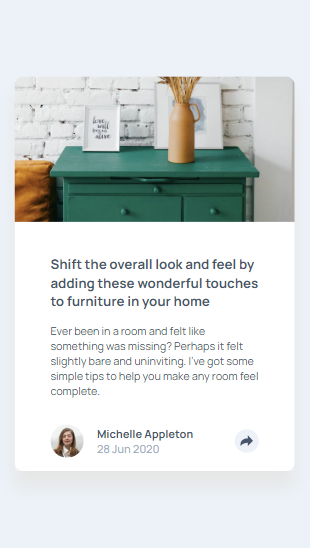 love
well
Shift the overall look and feel by
adding these wonderful touches
to furniture in your home
Ever been in a room and felt like
something was missing? Perhaps it felt
slightly bare and uninviting. I've got some
simple tips to help you make any room feel
complete.
Michelle Appleton
28 Jun 2020